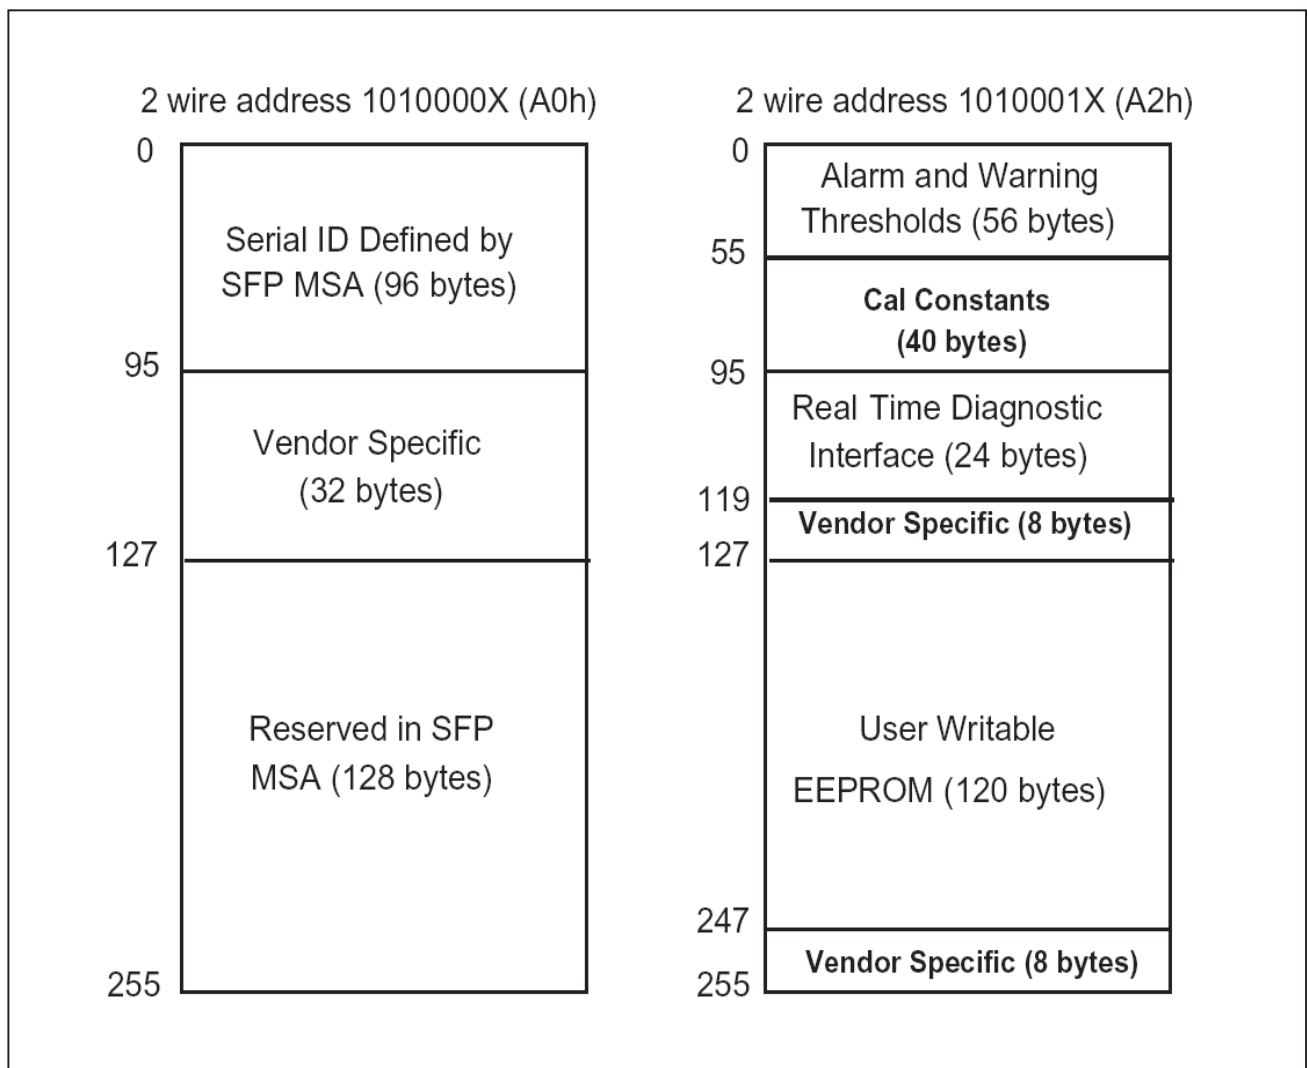 2 wire address 1010000X (A0h)
0
Serial ID Defined by
SFP MSA (96 bytes)
95
Vendor Specific
(32 bytes)
127
Reserved in SFP
MSA (128 bytes)
255
2 wire address 1010001X (A2h)
0
Alarm and Warning
Thresholds (56 bytes)
55
Cal Constants
(40 bytes)
95
Real Time Diagnostic
Interface (24 bytes)
119
Vendor Specific (8 bytes)
127
User Writable
EEPROM (120 bytes)
247
Vendor Specific (8 bytes)
255